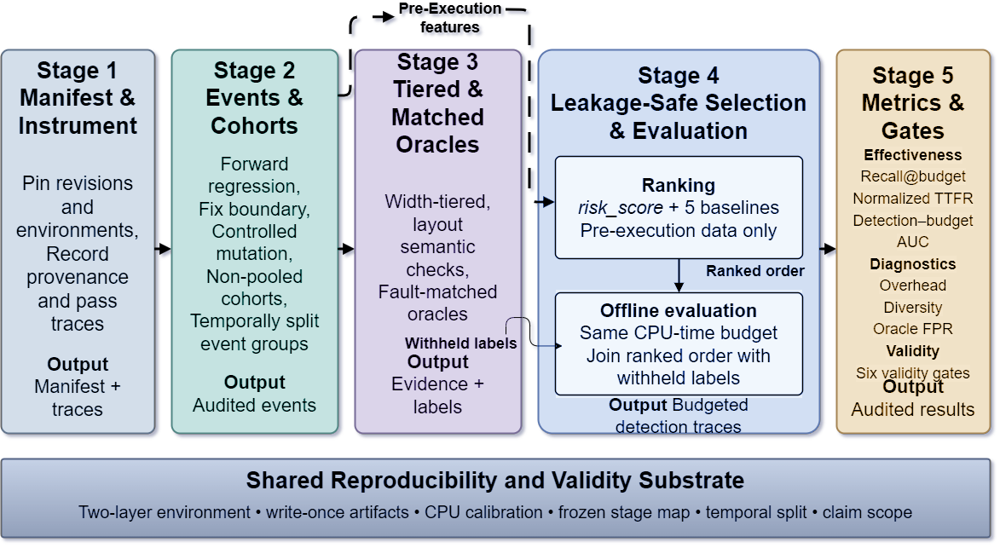 Pre-Execution
features
Stage 1
Manifest &
Instrument
Pin revisions
and
environments,
Record
provenance
and pass
traces
Output
Manifest +
traces
Stage 2
Events &
Cohorts
Forward
regression,
Fix boundary,
Controlled
mutation,
Non-pooled
cohorts,
Temporally split
event groups
Output
Audited events
Stage 3
Tiered &
Matched
Oracles
Width-tiered,
layout
semantic
checks,
Fault-matched
oracles
Withheld labels
Output
Evidence +
labels
Stage 4
Leakage-Safe Selection
& Evaluation
Ranking
risk_score + 5 baselines
Pre-execution data only
Ranked order
Offline evaluation
Same CPU-time budget
Join ranked order with
withheld labels
Output Budgeted
detection traces
Stage 5
Metrics &
Gates
Effectiveness
Recall@budget
Normalized TTFR
Detection–budget
AUC
Diagnostics
Overhead
Diversity
Oracle FPR
Validity
Six validity gates
Output
Audited results
Shared Reproducibility and Validity Substrate
Two-layer environment • write-once artifacts • CPU calibration • frozen stage map • temporal split • claim scope